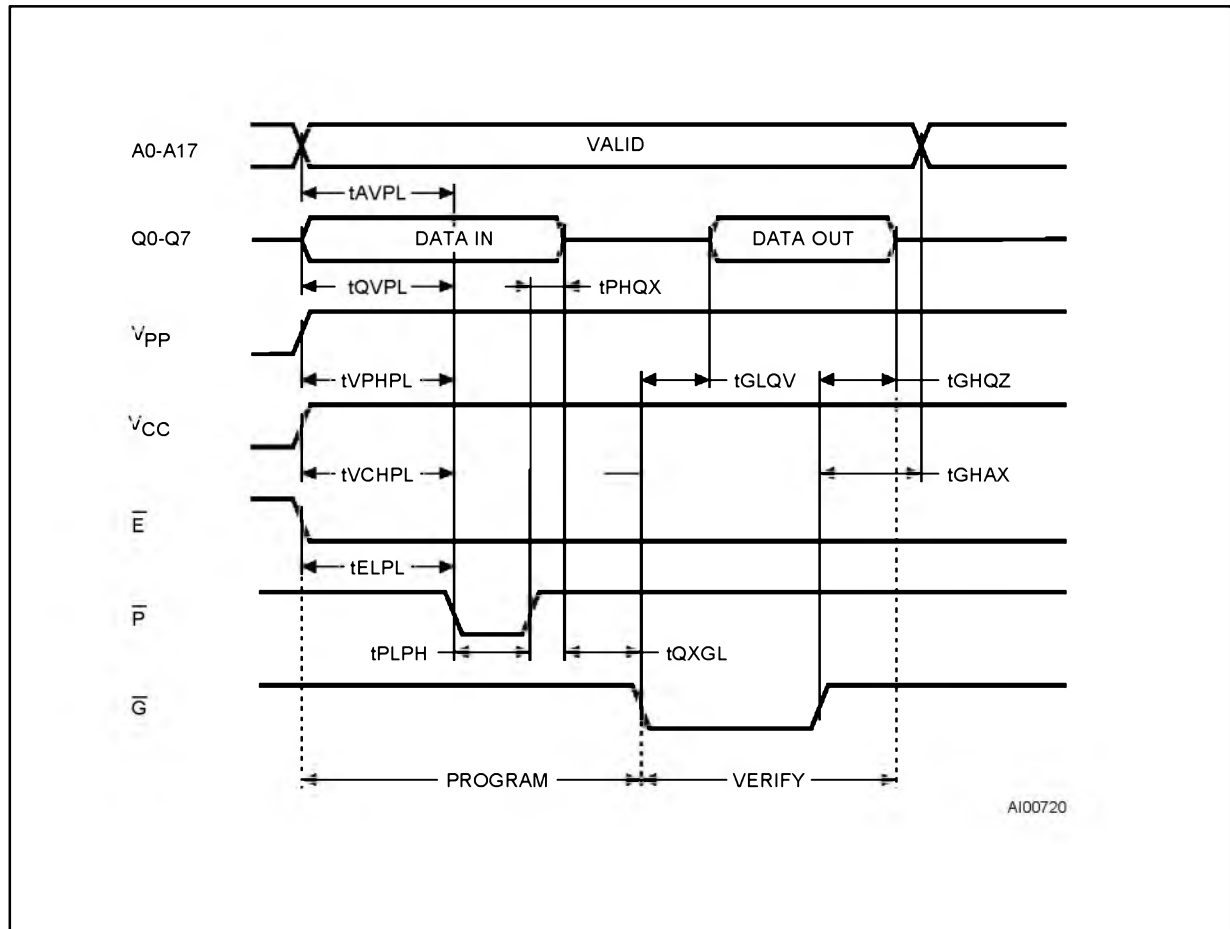 A0-A17
VALID
tAVPL
Q0-Q7
DATA IN
DATA OUT
tQVPL
tPHQX
VPP
tVPHPL
tGLQV
tGHQZ
VCC
tVCHPL
tGHAX
E̅
tELPL
P̅
tPLPH
tQXGL
G̅
PROGRAM
VERIFY
AI00720